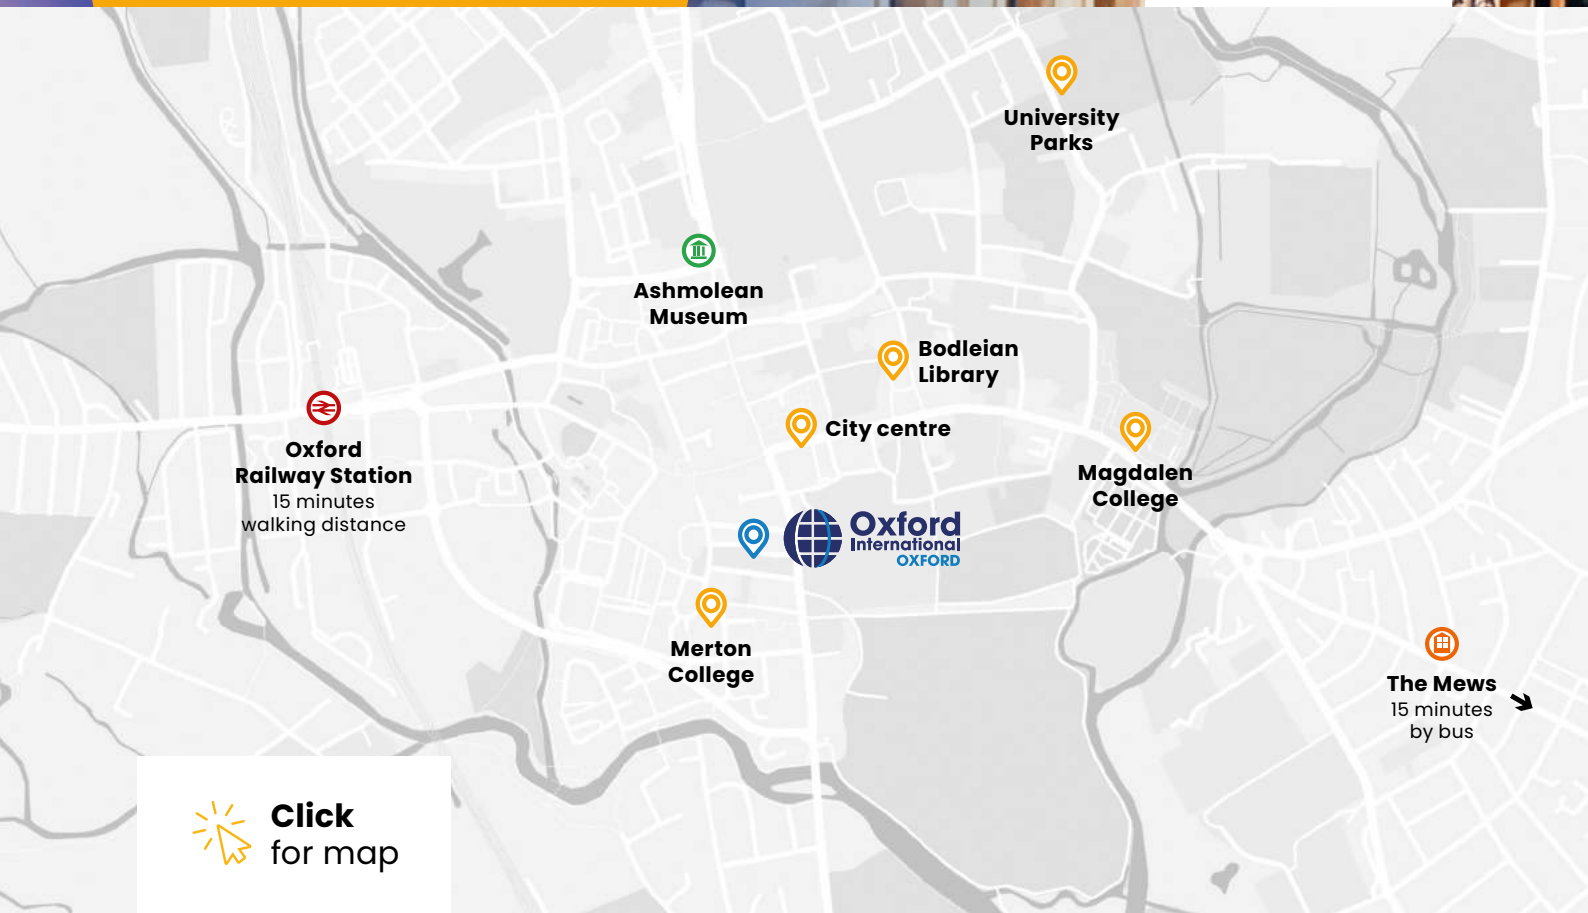 University
Parks
Ashmolean
Museum
Bodleian
Library
City centre
Oxford
Railway Station
15 minutes
walking distance
Magdalen
College
Oxford
International
OXFORD
Merton
College
The Mews
15 minutes
by bus
Click
for map